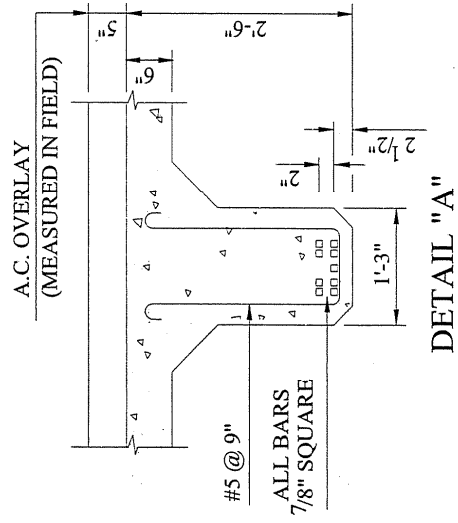 A.C. OVERLAY
(MEASURED IN FIELD)
5"
6"
2'-6"
2"
2 1/2"
1'-3"
#5 @ 9"
ALL BARS
7/8" SQUARE
DETAIL "A"